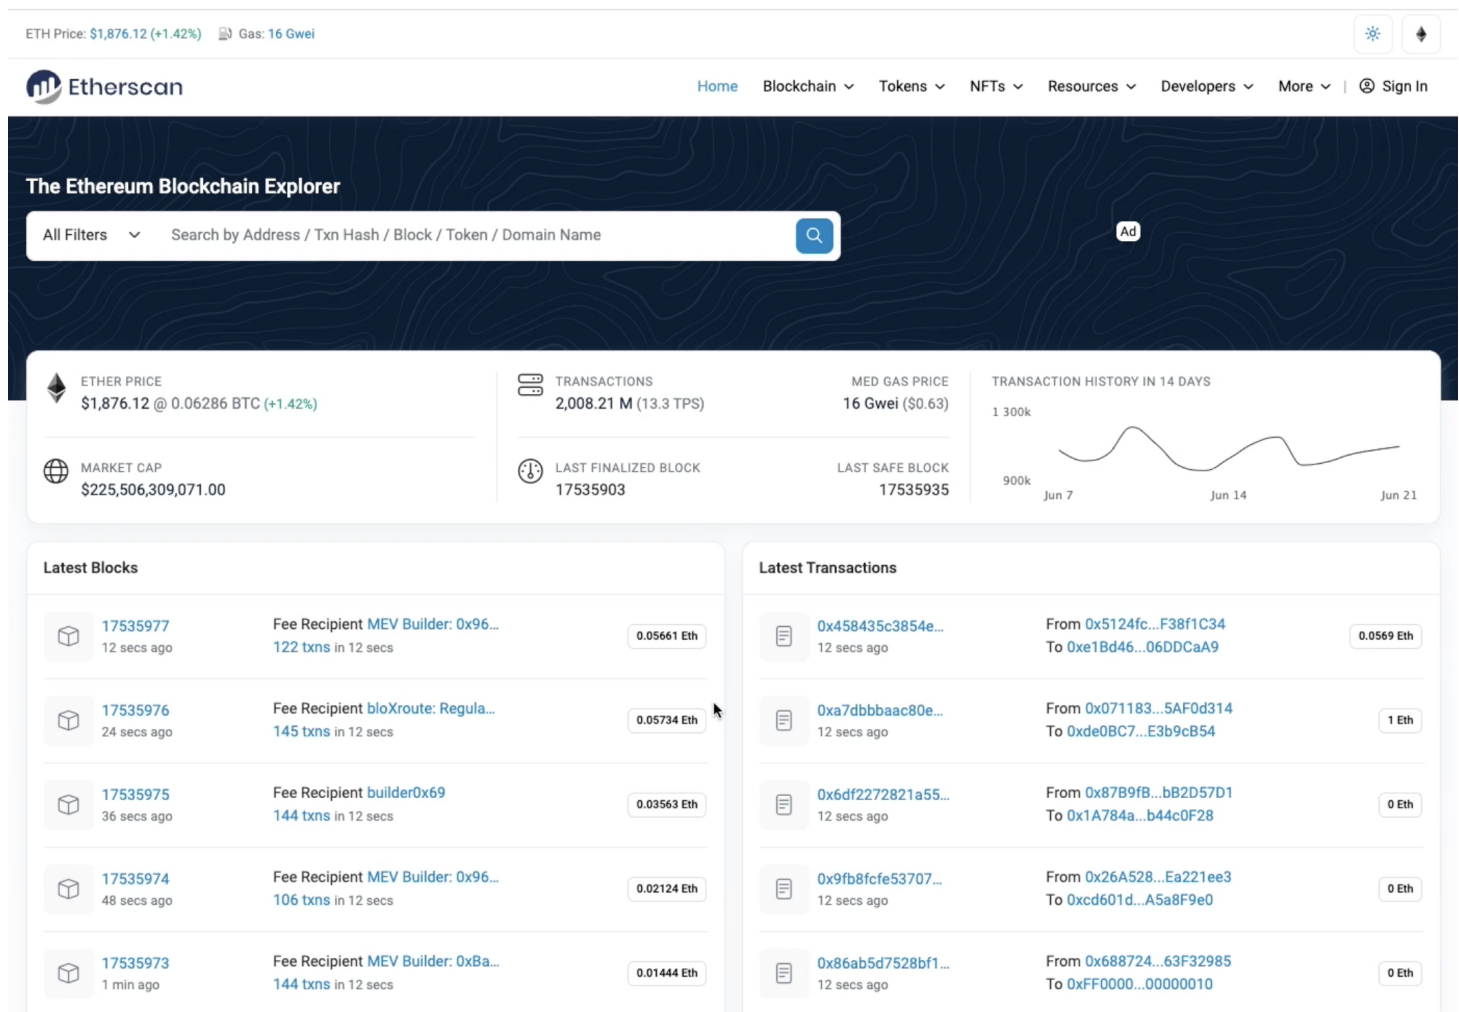 ETH Price: $1,876.12 (+1.42%) Gas: 16 Gwei
Etherscan
Home Blockchain Tokens NFTs Resources Developers More | Sign In
The Ethereum Blockchain Explorer
All Filters Search by Address / Txn Hash / Block / Token / Domain Name
Ad
ETHER PRICE
$1,876.12 @ 0.06286 BTC (+1.42%)
MARKET CAP
$225,506,309,071.00
TRANSACTIONS
2,008.21 M (13.3 TPS)
MED GAS PRICE
16 Gwei ($0.63)
LAST FINALIZED BLOCK
17535903
LAST SAFE BLOCK
17535935
TRANSACTION HISTORY IN 14 DAYS
1 300k
900k
Jun 7 Jun 14 Jun 21
Latest Blocks
17535977
12 secs ago
Fee Recipient MEV Builder: 0x96...
122 txns in 12 secs
0.05661 Eth
17535976
24 secs ago
Fee Recipient bloXroute: Regula...
145 txns in 12 secs
0.05734 Eth
17535975
36 secs ago
Fee Recipient builder0x69
144 txns in 12 secs
0.03563 Eth
17535974
48 secs ago
Fee Recipient MEV Builder: 0x96...
106 txns in 12 secs
0.02124 Eth
17535973
1 min ago
Fee Recipient MEV Builder: 0xBa...
144 txns in 12 secs
0.01444 Eth
Latest Transactions
0x458435c3854e...
12 secs ago
From 0x5124fc...F38f1C34
To 0xe1Bd46...06DDCaA9
0.0569 Eth
0xa7dbbbaac80e...
12 secs ago
From 0x071183...5AF0d314
To 0xde0BC7...E3b9cB54
1 Eth
0x6df2272821a55...
12 secs ago
From 0x87B9fB...bB2D57D1
To 0x1A784a...b44c0F28
0 Eth
0x9fb8fcfe53707...
12 secs ago
From 0x26A528...Ea221ee3
To 0xcd601d...A5a8F9e0
0 Eth
0x86ab5d7528bf1...
12 secs ago
From 0x688724...63F32985
To 0xFF0000...00000010
0 Eth